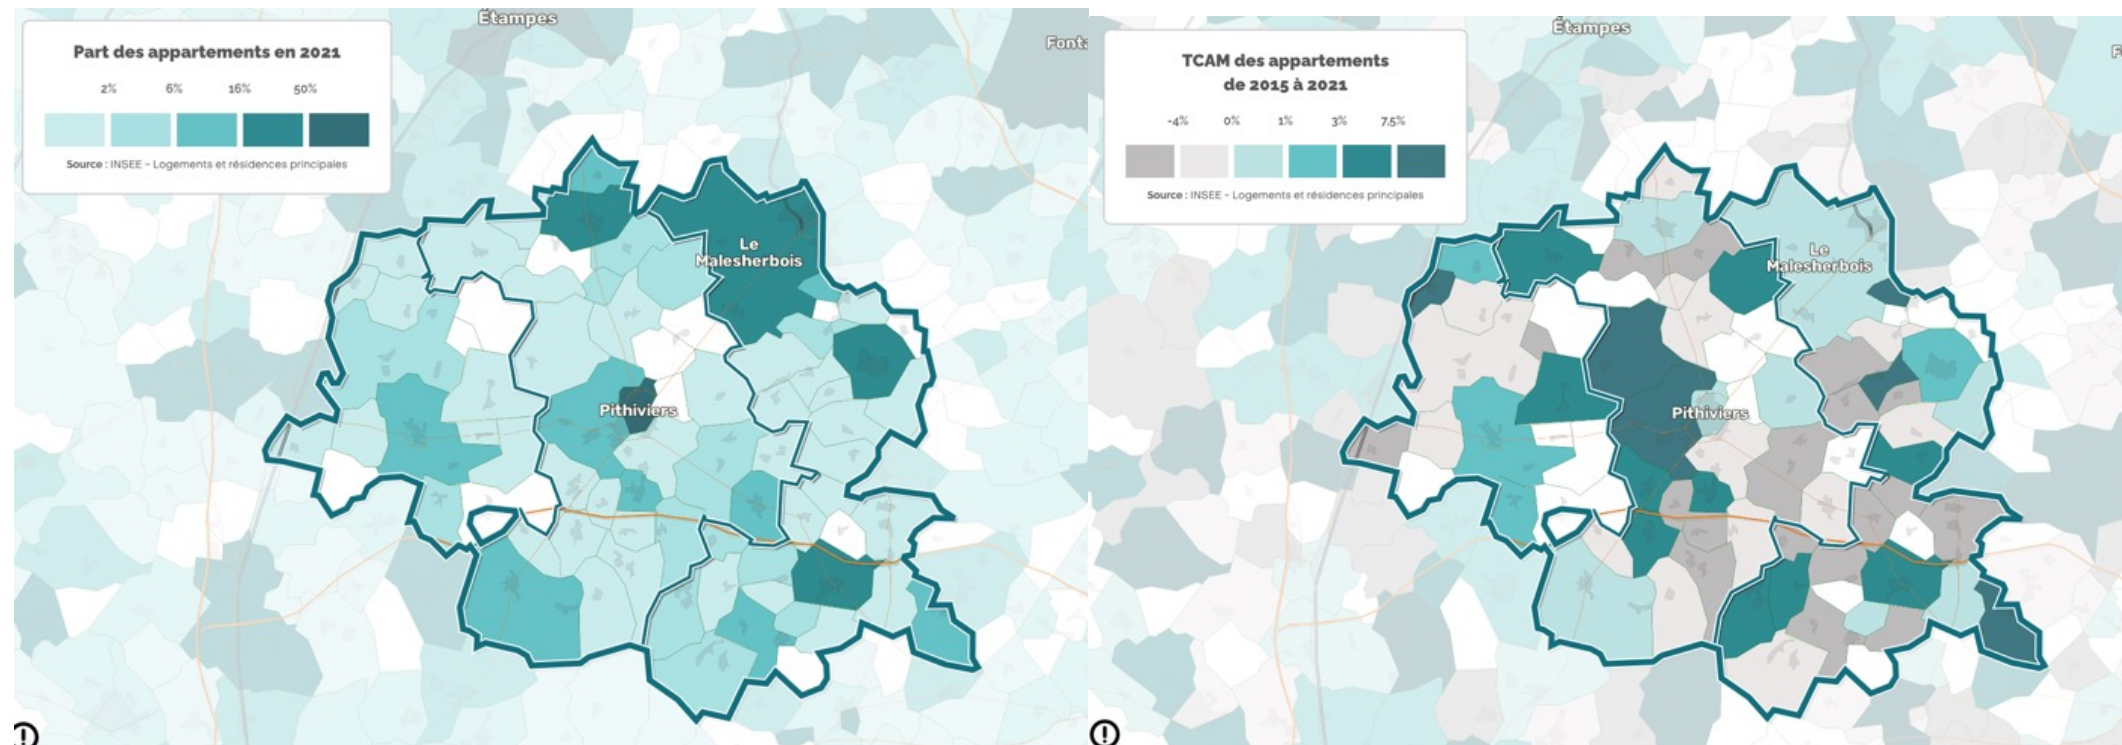 Étampes
Part des appartements en 2021
2% 6% 16% 50%
Source : INSEE – Logements et résidences principales
Le
Malesherbois
Pithiviers
Étampes
TCAM des appartements
de 2015 à 2021
-4% 0% 1% 3% 7.5%
Source : INSEE – Logements et résidences principales
Le
Malesherbois
Pithiviers